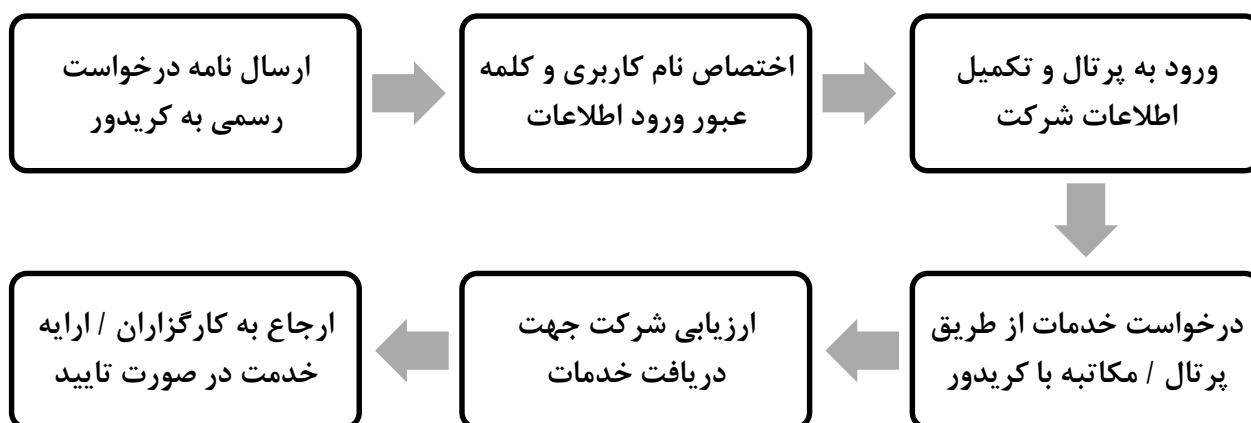 ارسال نامه درخواست
رسمی به کریدور
اختصاص نام کاربری و کلمه
عبور ورود اطلاعات
ورود به پرتال و تکمیل
اطلاعات شرکت
درخواست خدمات از طریق
پرتال / مکاتبه با کریدور
ارزیابی شرکت جهت
دریافت خدمات
ارجاع به کارگزاران / ارایه
خدمت در صورت تایید